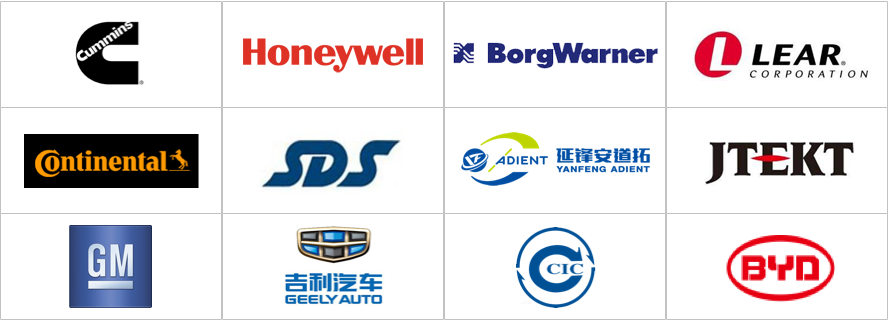 Cummins
®
Honeywell
BorgWarner
LEAR®
CORPORATION
Continental
SDS
ADIENT
延锋安道拓
YANFENG ADIENT
JTEKT
GM
吉利汽车
GEELY AUTO
CIC
BYD